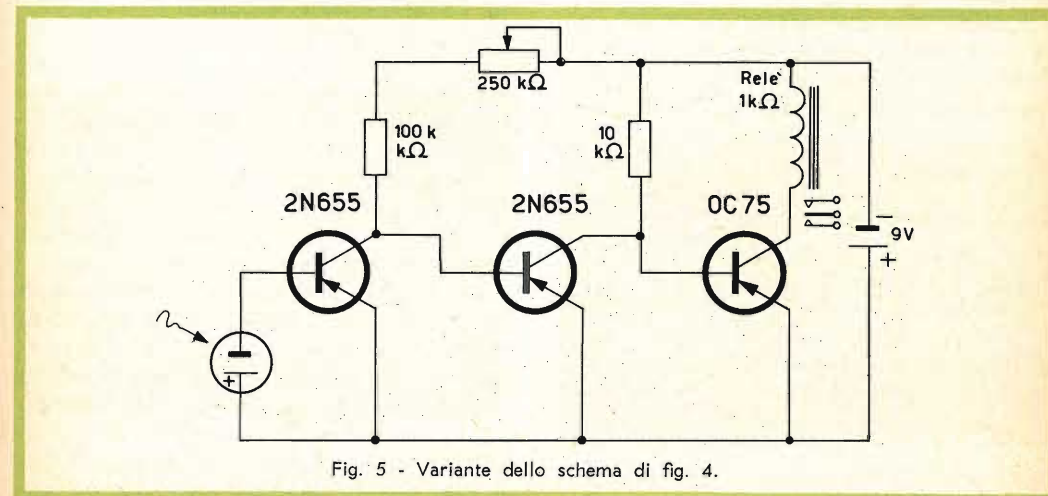 250 kΩ
Relè
1kΩ
100 k
kΩ
10
kΩ
2N655
2N655
OC75
−
9V
+
+
Fig. 5 - Variante dello schema di fig. 4.